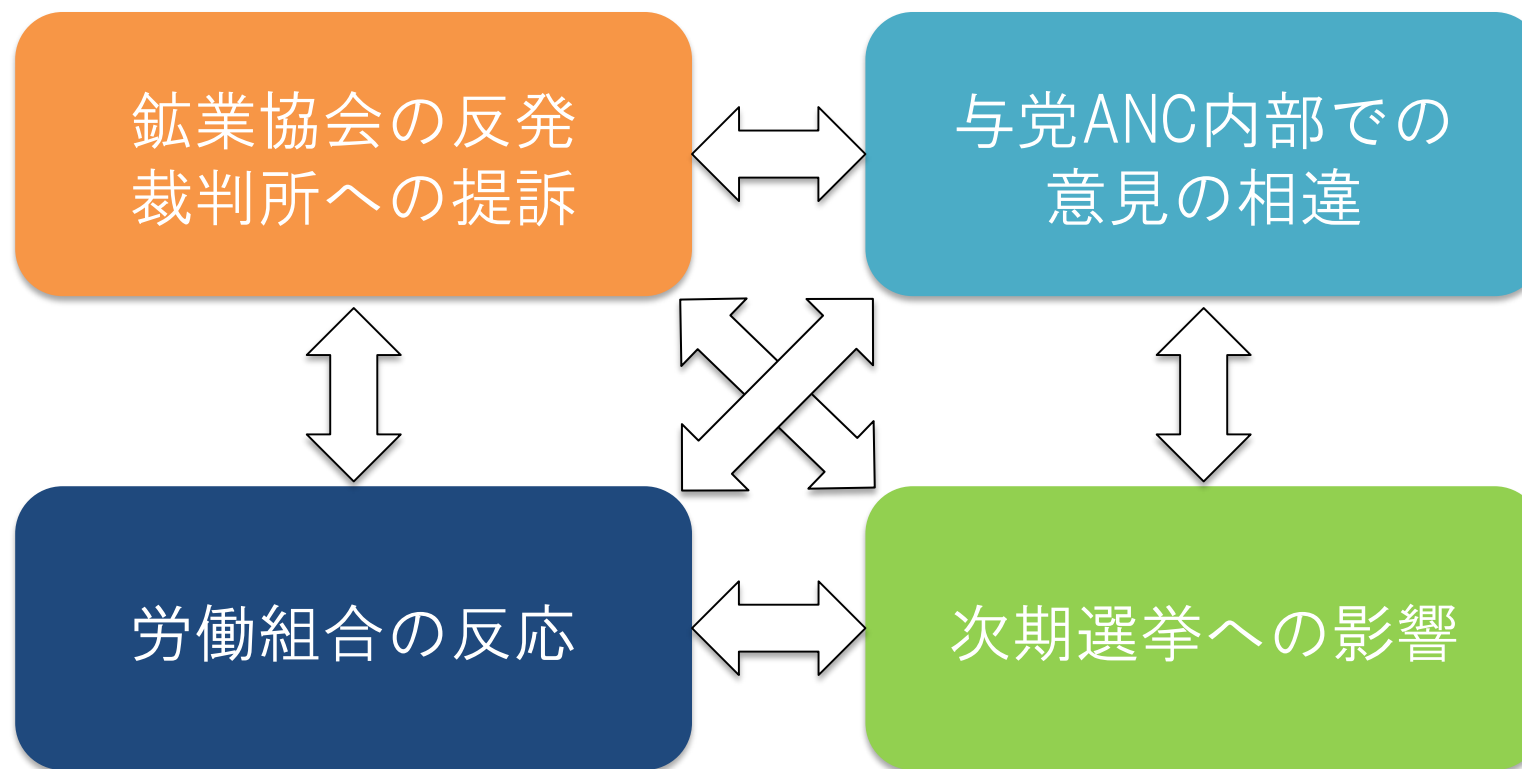 鉱業協会の反発
裁判所への提訴
与党ANC内部での
意見の相違
労働組合の反応
次期選挙への影響